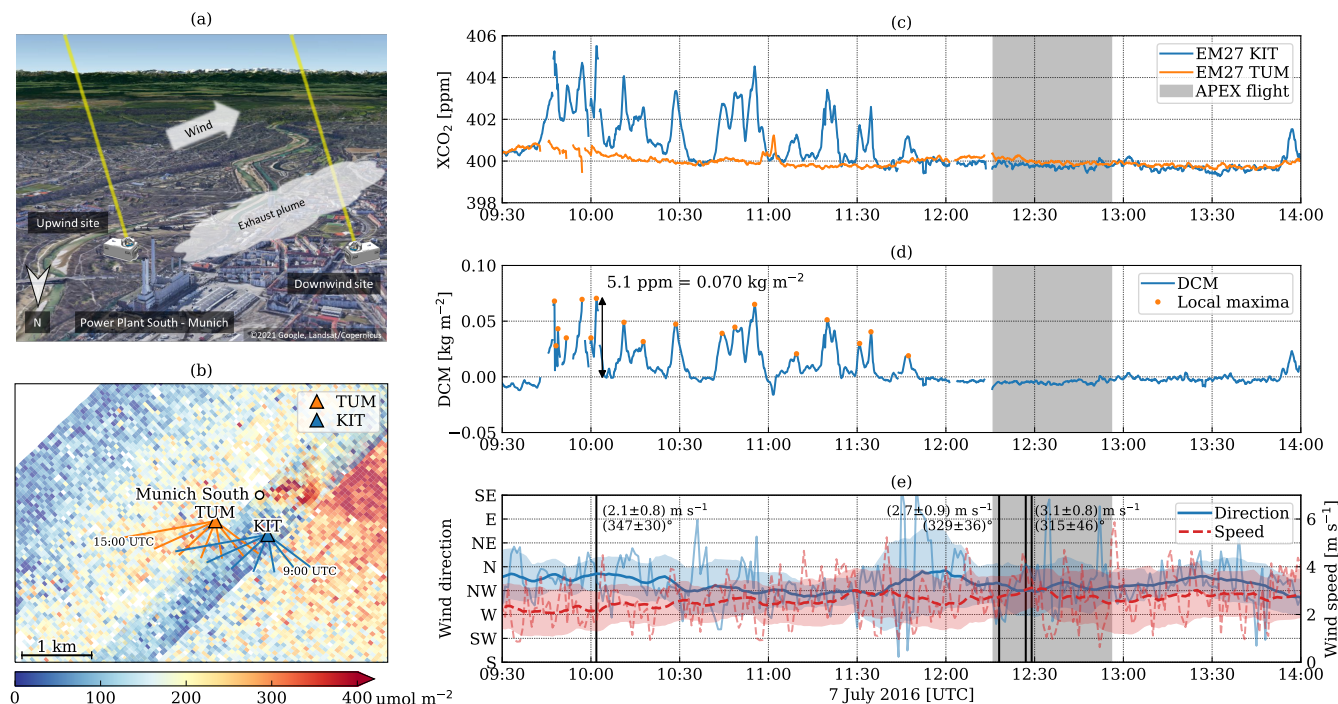 (a)
Wind
Exhaust plume
Upwind site
Downwind site
N
Power Plant South - Munich
©2021 Google, Landsat/Copernicus
(b)
TUM
KIT
Munich South
TUM
KIT
15:00 UTC
9:00 UTC
1 km
0 100 200 300 400 umol m⁻²
(c)
XCO₂ [ppm]
406
404
402
400
398
EM27 KIT
EM27 TUM
APEX flight
09:30 10:00 10:30 11:00 11:30 12:00 12:30 13:00 13:30 14:00
(d)
DCM [kg m⁻²]
0.10
0.05
0.00
−0.05
5.1 ppm = 0.070 kg m⁻²
DCM
Local maxima
09:30 10:00 10:30 11:00 11:30 12:00 12:30 13:00 13:30 14:00
(e)
Wind direction
SE
E
NE
N
NW
W
SW
S
(2.1±0.8) m s⁻¹
(347±30)°
(2.7±0.9) m s⁻¹
(329±36)°
(3.1±0.8) m s⁻¹
(315±46)°
Direction
Speed
6
4
2
0
Wind speed [m s⁻¹]
09:30 10:00 10:30 11:00 11:30 12:00 12:30 13:00 13:30 14:00
7 July 2016 [UTC]